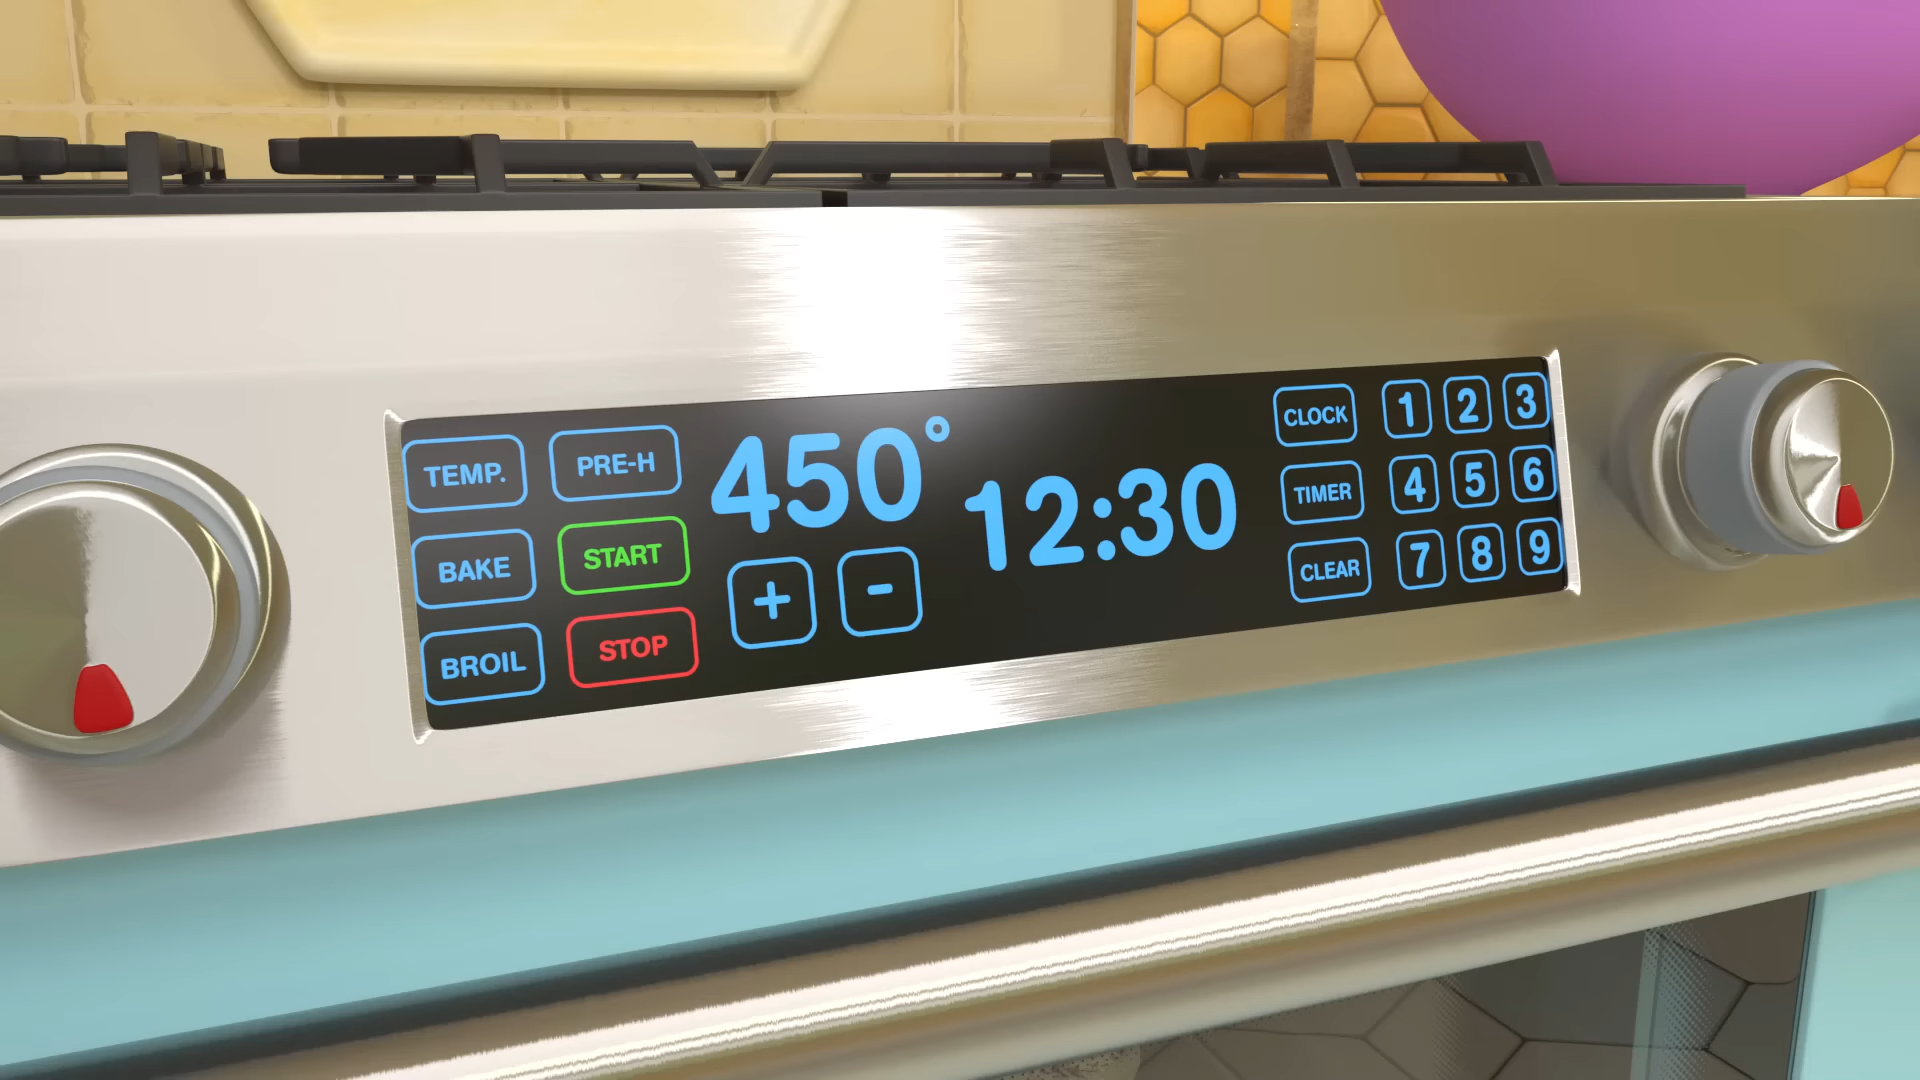 TEMP. PRE-H
BAKE START
BROIL STOP
450°
+ -
12:30
CLOCK 1 2 3
TIMER 4 5 6
CLEAR 7 8 9